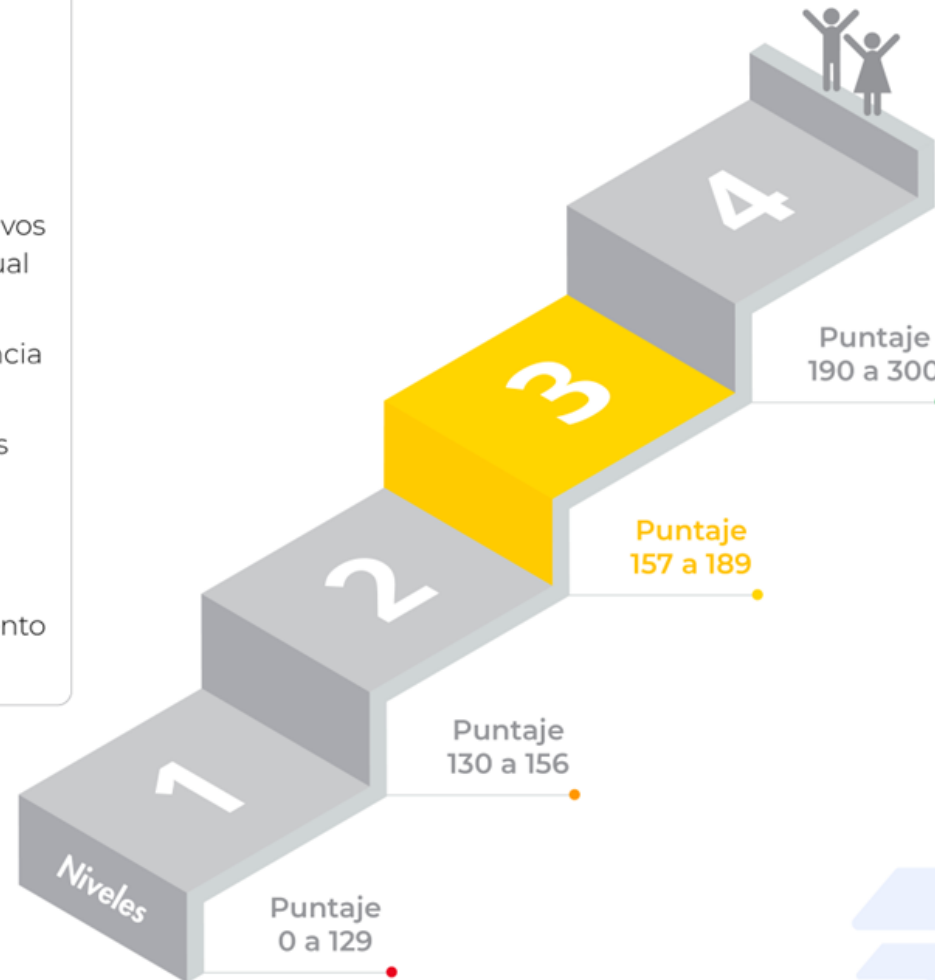 vos
ual
ncia
s
nto
4
Puntaje
190 a 300
3
Puntaje
157 a 189
2
Puntaje
130 a 156
1
Niveles
Puntaje
0 a 129